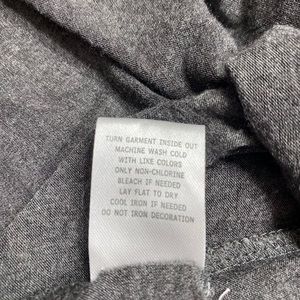 TURN GARMENT INSIDE OUT
MACHINE WASH COLD
WITH LIKE COLORS
ONLY NON-CHLORINE
BLEACH IF NEEDED
LAY FLAT TO DRY
COOL IRON IF NEEDED
DO NOT IRON DECORATION